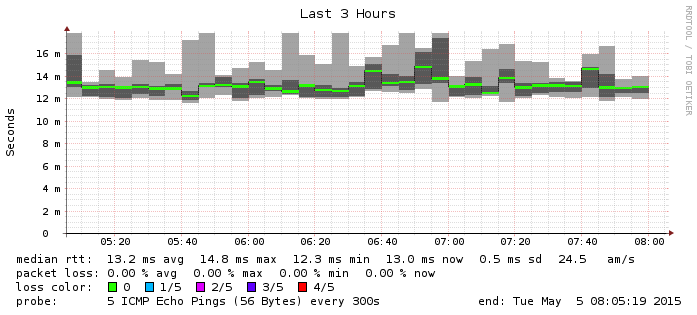 Last 3 Hours
RRDTOOL / TOBI OETIKER
Seconds
16 m
14 m
12 m
10 m
8 m
6 m
4 m
2 m
0
05:20 05:40 06:00 06:20 06:40 07:00 07:20 07:40 08:00
median rtt: 13.2 ms avg 14.8 ms max 12.3 ms min 13.0 ms now 0.5 ms sd 24.5 am/s
packet loss: 0.00 % avg 0.00 % max 0.00 % min 0.00 % now
loss color: 0 1/5 2/5 3/5 4/5
probe: 5 ICMP Echo Pings (56 Bytes) every 300s end: Tue May 5 08:05:19 2015